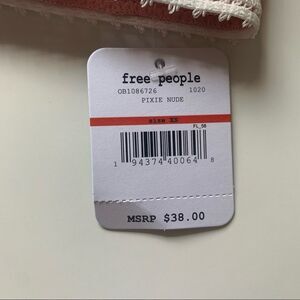 free people
OB1086726 1020
PIXIE NUDE
size XS
FL_58
1 94374 40064 8
MSRP $38.00